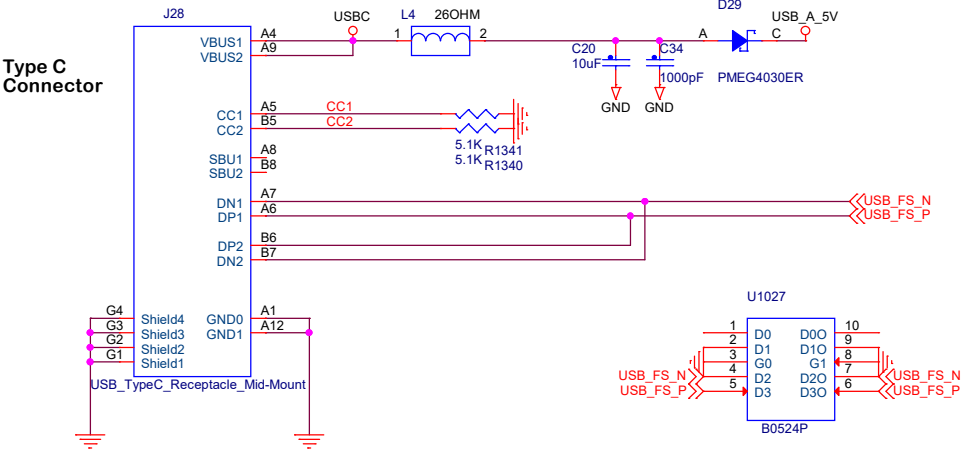 J28
USBC
L4 26OHM
D29
USB_A_5V
Type C
Connector
VBUS1 A4
VBUS2 A9
1 2
A C
C20
10uF
C34
1000pF
PMEG4030ER
GND GND
CC1 A5 CC1
CC2 B5 CC2
5.1K R1341
5.1K R1340
SBU1 A8
SBU2 B8
DN1 A7 USB_FS_N
DP1 A6 USB_FS_P
DP2 B6
DN2 B7
G4 Shield4 GND0 A1
G3 Shield3 GND1 A12
G2 Shield2
G1 Shield1
USB_TypeC_Receptacle_Mid-Mount
U1027
1 D0 D0O 10
2 D1 D1O 9
3 G0 G1 8
USB_FS_N 4 D2 D2O 7 USB_FS_N
USB_FS_P 5 D3 D3O 6 USB_FS_P
B0524P